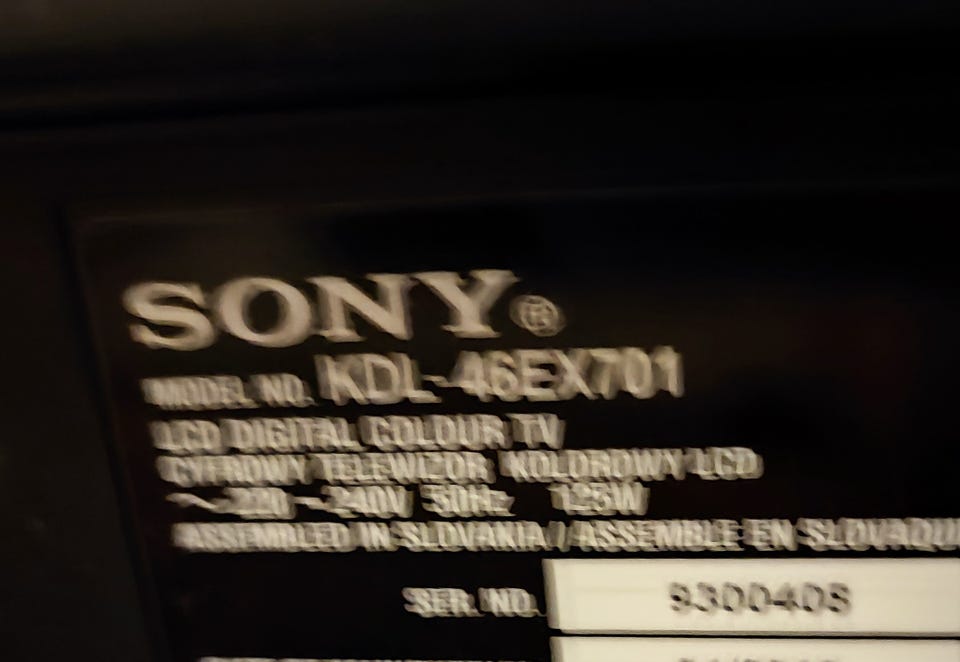 SONY®
MODEL NO. KDL-46EX701
LCD DIGITAL COLOUR TV
CYFROWY TELEWIZOR KOLOROWY LCD
~ 220 ~ 240V 50Hz 125W
ASSEMBLED IN SLOVAKIA / ASSEMBLE EN SLOVAQU
SER. NO. 9300408